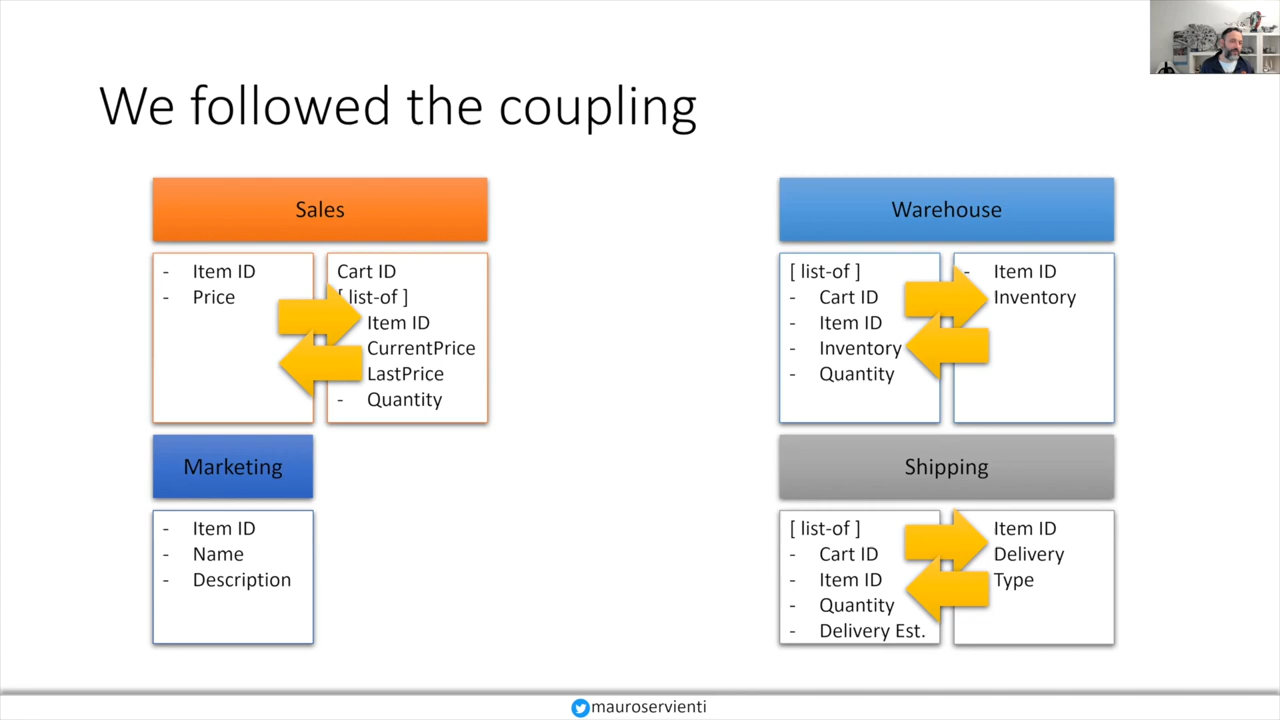 We followed the coupling
Sales
- Item ID
- Price
Cart ID
[ list-of ]
Item ID
CurrentPrice
LastPrice
- Quantity
Marketing
- Item ID
- Name
- Description
Warehouse
[ list-of ]
- Cart ID
- Item ID
- Inventory
- Quantity
- Item ID
Inventory
Shipping
[ list-of ]
- Cart ID
- Item ID
- Quantity
- Delivery Est.
Item ID
Delivery
Type
mauroservienti